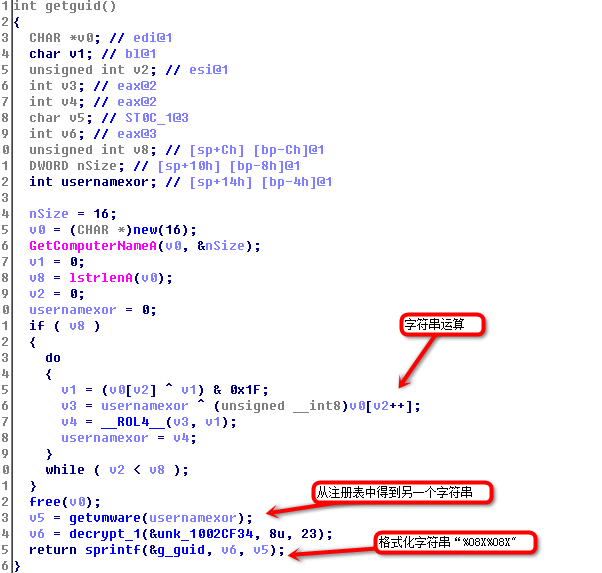 1 int getguid()
2 {
3 CHAR *v0; // edi@1
4 char v1; // bl@1
5 unsigned int v2; // esi@1
6 int v3; // eax@2
7 int v4; // eax@2
8 char v5; // ST0C_1@3
9 int v6; // eax@3
0 unsigned int v8; // [sp+Ch] [bp-Ch]@1
1 DWORD nSize; // [sp+10h] [bp-8h]@1
2 int usernamexor; // [sp+14h] [bp-4h]@1
3
4 nSize = 16;
5 v0 = (CHAR *)new(16);
6 GetComputerNameA(v0, &nSize);
7 v1 = 0;
8 v8 = lstrlenA(v0);
9 v2 = 0;
0 usernamexor = 0;
1 if ( v8 )
字符串运算
2 {
3 do
4 {
5 v1 = (v0[v2] ^ v1) & 0x1F;
6 v3 = usernamexor ^ (unsigned __int8)v0[v2++];
7 v4 = __ROL4__(v3, v1);
8 usernamexor = v4;
9 }
0 while ( v2 < v8 );
1 }
从注册表中得到另一个字符串
2 free(v0);
3 v5 = getvmware(usernamexor);
4 v6 = decrypt_1(&unk_1002CF34, 8u, 23);
格式化字符串“%08X%08X”
5 return sprintf(&g_guid, v6, v5);
6 }